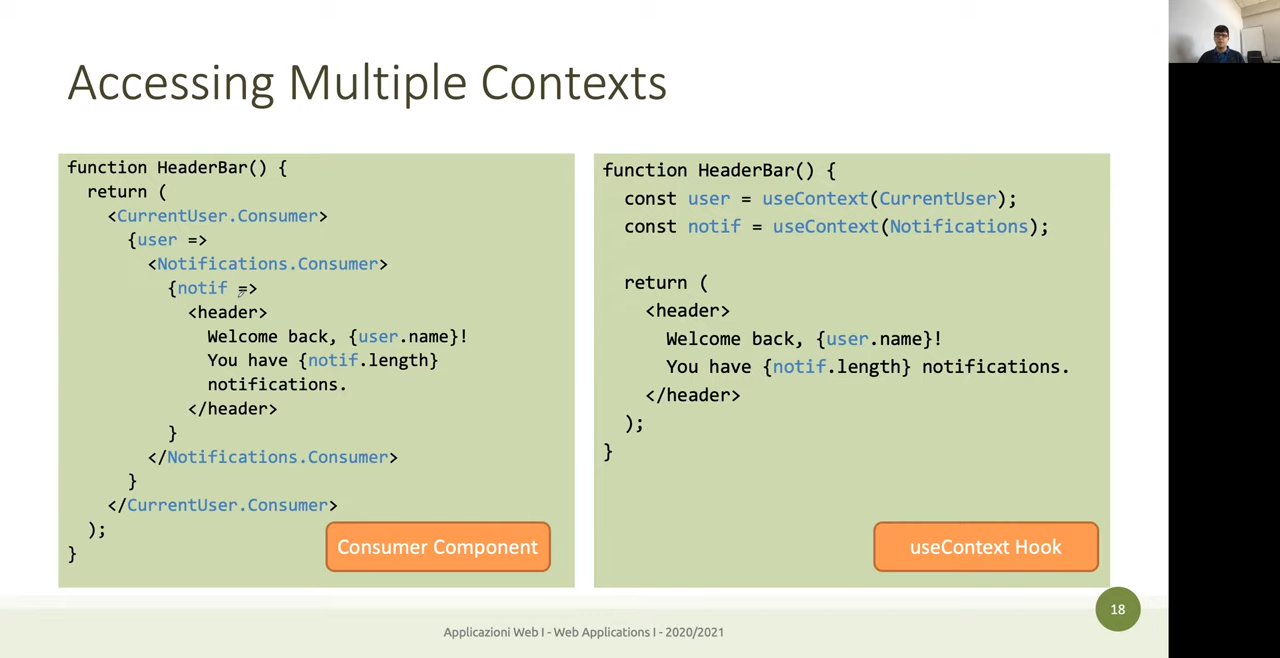 Accessing Multiple Contexts
function HeaderBar() {
  return (
    <CurrentUser.Consumer>
      {user =>
        <Notifications.Consumer>
          {notif =>
            <header>
              Welcome back, {user.name}!
              You have {notif.length}
              notifications.
            </header>
          }
        </Notifications.Consumer>
      }
    </CurrentUser.Consumer>
  );
}
Consumer Component
function HeaderBar() {
  const user = useContext(CurrentUser);
  const notif = useContext(Notifications);
  return (
    <header>
      Welcome back, {user.name}!
      You have {notif.length} notifications.
    </header>
  );
}
useContext Hook
18
Applicazioni Web I - Web Applications I - 2020/2021